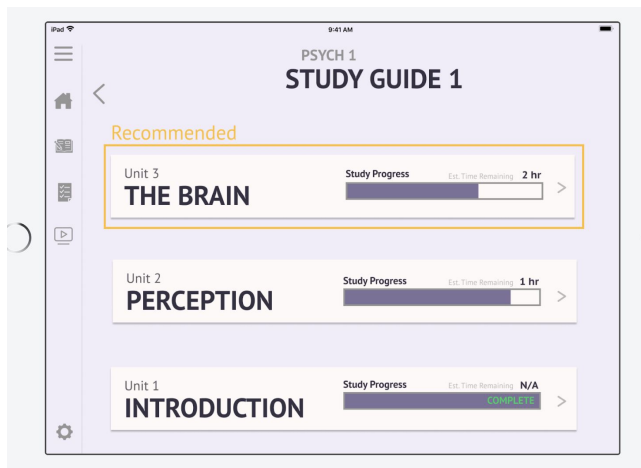 iPad
9:41 AM
PSYCH 1
STUDY GUIDE 1
Recommended
Unit 3
THE BRAIN
Study Progress
Est. Time Remaining 2 hr
Unit 2
PERCEPTION
Study Progress
Est. Time Remaining 1 hr
Unit 1
INTRODUCTION
Study Progress
Est. Time Remaining N/A
COMPLETE